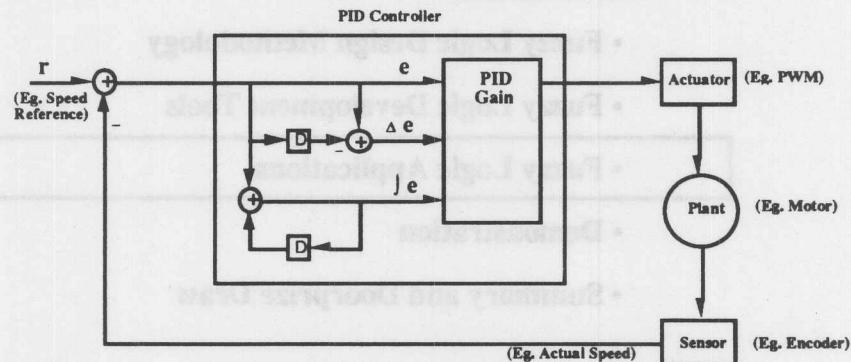 PID Controller
r
(Eg. Speed
Reference)
+
−
e
PID
Gain
Actuator
(Eg. PWM)
D
−
+
Δ e
∫ e
+
D
Plant
(Eg. Motor)
Sensor
(Eg. Encoder)
(Eg. Actual Speed)
• Fuzzy Logic Design Methodology
• Fuzzy Logic Development Tools
• Fuzzy Logic Applications
• Demonstration
• Summary and Doorprize Draw